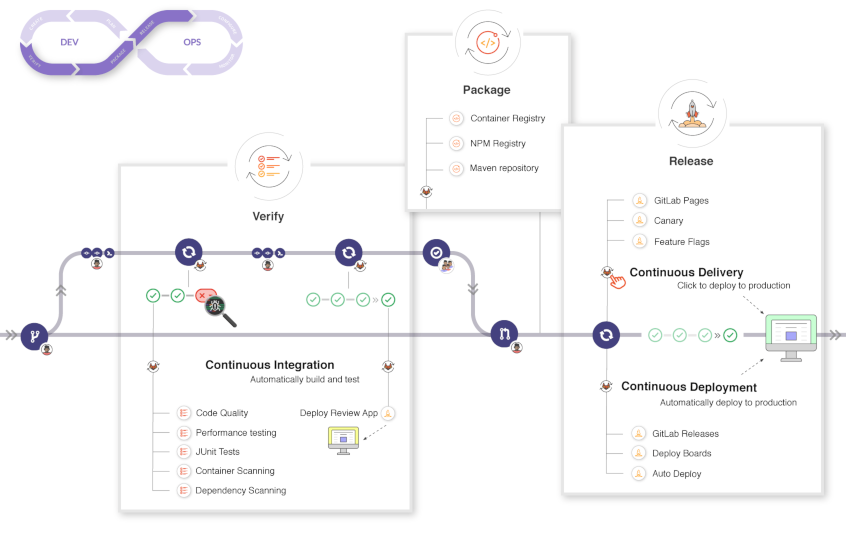 DEV
OPS
Package
Container Registry
NPM Registry
Maven repository
Release
GitLab Pages
Canary
Feature Flags
Continuous Delivery
Click to deploy to production
Verify
Continuous Integration
Automatically build and test
Code Quality
Performance testing
JUnit Tests
Container Scanning
Dependency Scanning
Deploy Review App
Continuous Deployment
Automatically deploy to production
GitLab Releases
Deploy Boards
Auto Deploy